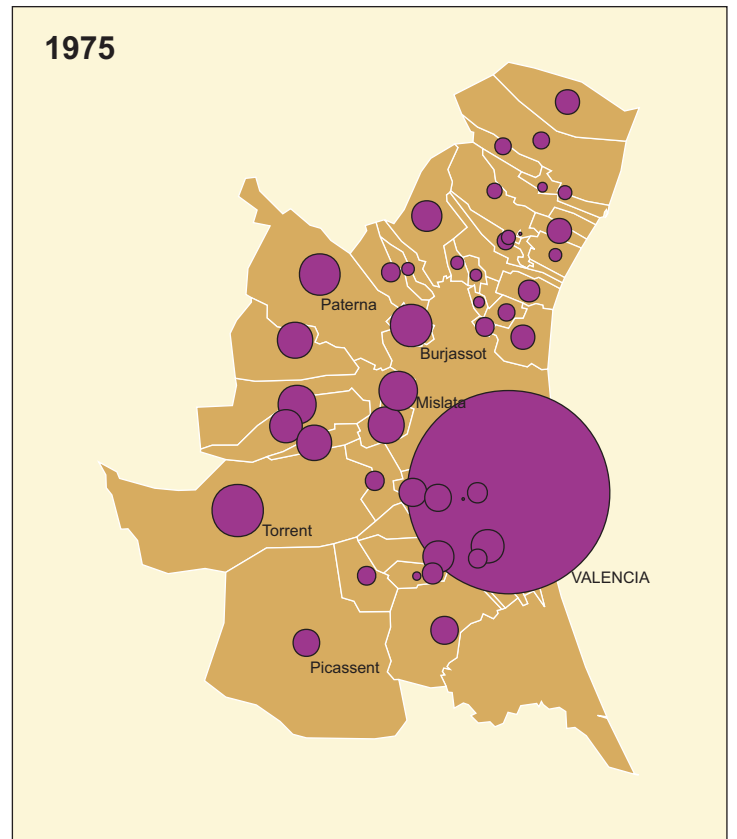 1975
Paterna
Burjassot
Mislata
Torrent
VALENCIA
Picassent